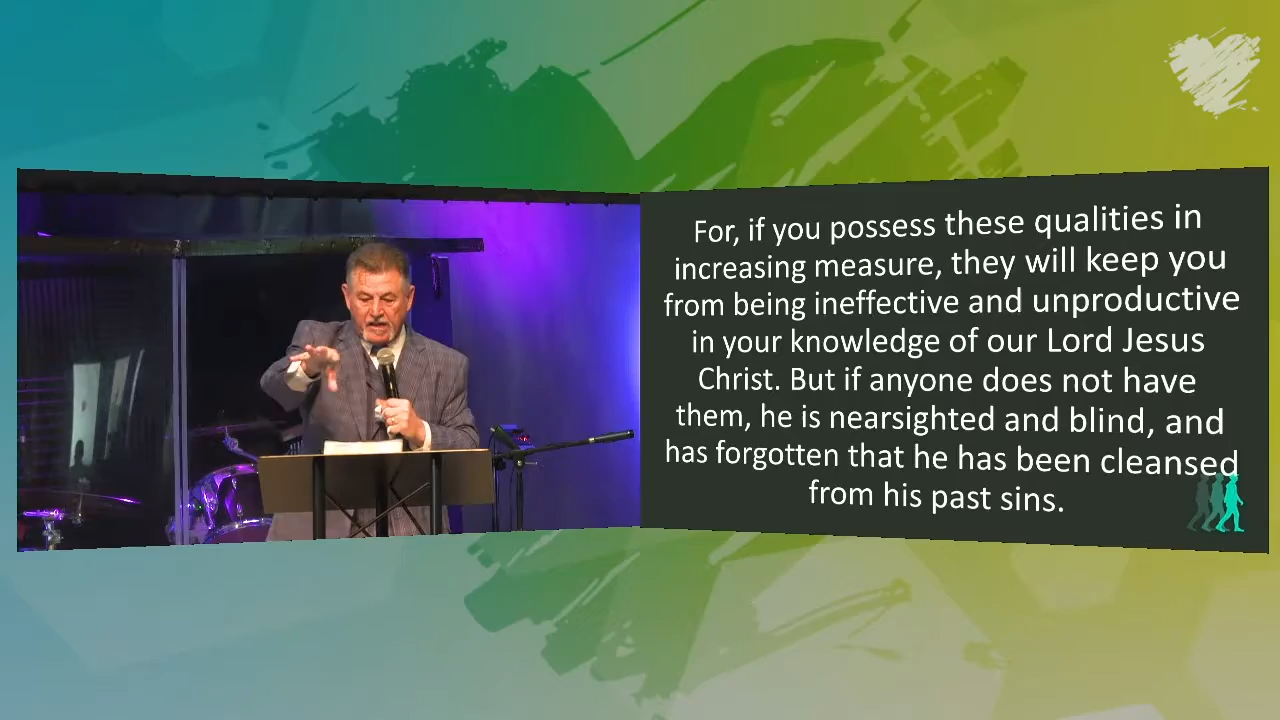 For, if you possess these qualities in
increasing measure, they will keep you
from being ineffective and unproductive
in your knowledge of our Lord Jesus
Christ. But if anyone does not have
them, he is nearsighted and blind, and
has forgotten that he has been cleansed
from his past sins.